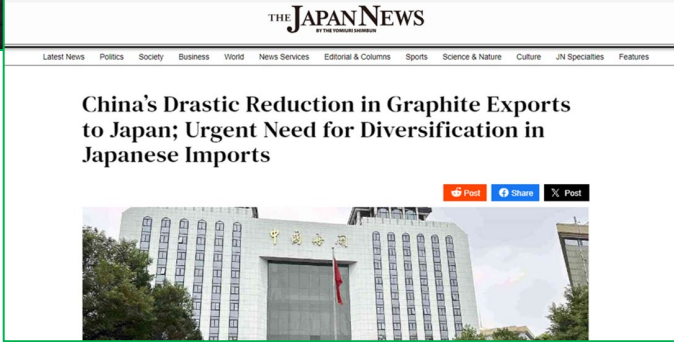 THE JAPAN NEWS
BY THE YOMIURI SHIMBUN
Latest News Politics Society Business World News Services Editorial & Columns Sports Science & Nature Culture JN Specialties Features
China's Drastic Reduction in Graphite Exports
to Japan; Urgent Need for Diversification in
Japanese Imports
Post Share Post
中国海关